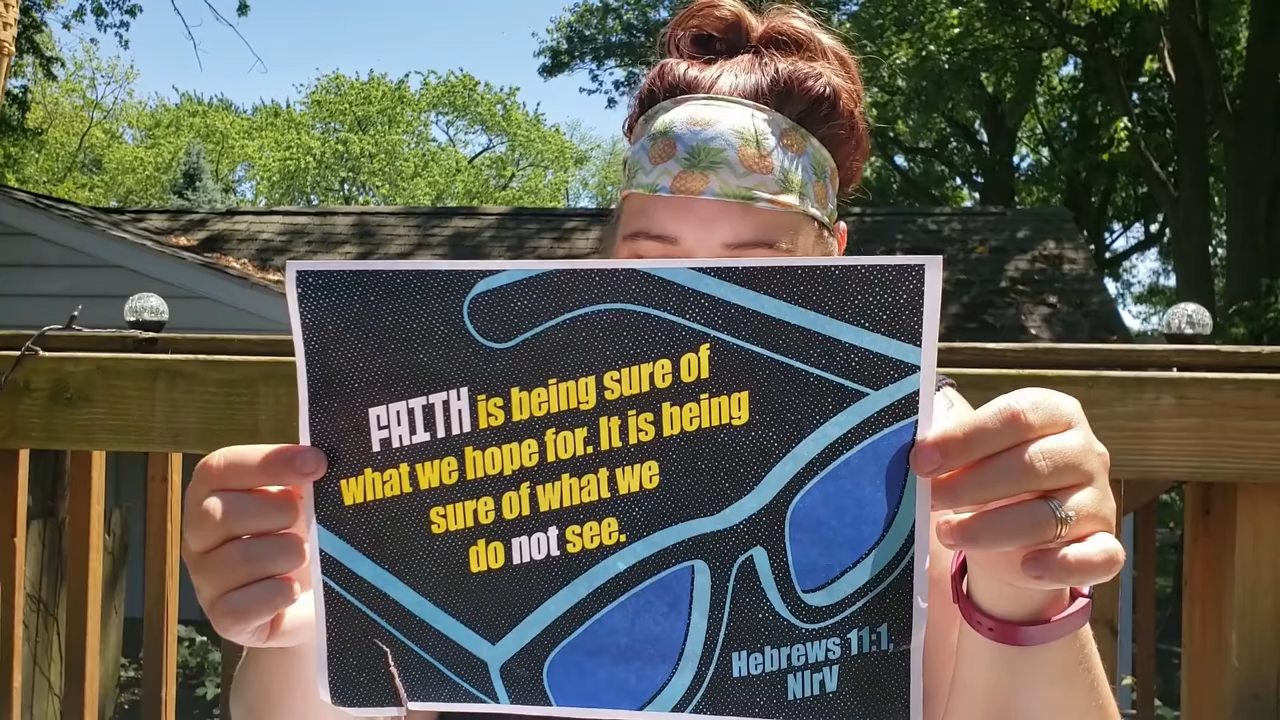 FAITH is being sure of
what we hope for. It is being
sure of what we
do not see.
Hebrews 11:1,
NIrV